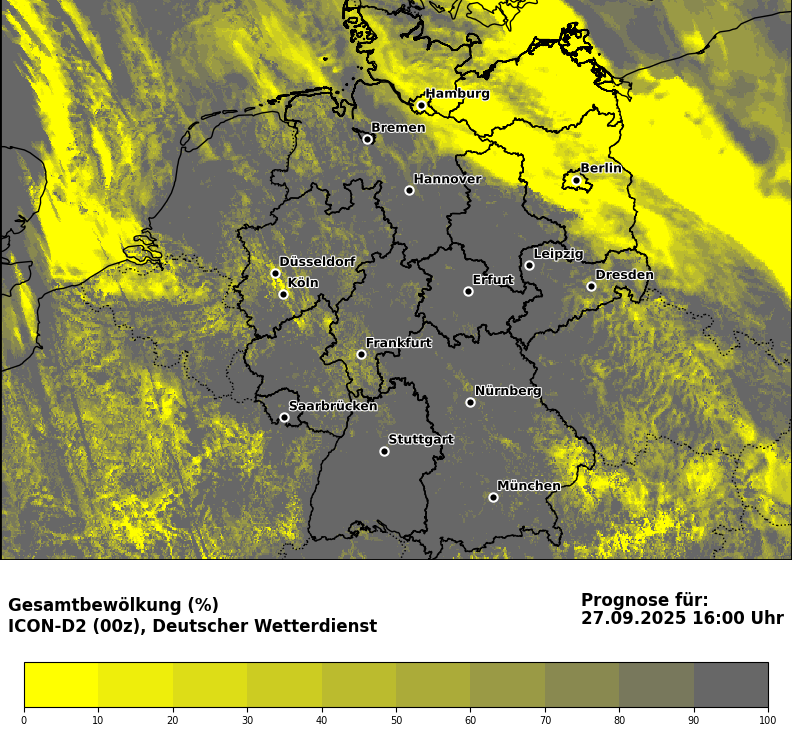 Hamburg
Bremen
Berlin
Hannover
Leipzig
Düsseldorf
Dresden
Köln
Erfurt
Frankfurt
Nürnberg
Saarbrücken
Stuttgart
München
Gesamtbewölkung (%)
ICON-D2 (00z), Deutscher Wetterdienst
Prognose für:
27.09.2025 16:00 Uhr
0 10 20 30 40 50 60 70 80 90 100